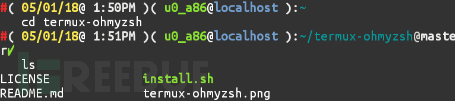 #( 05/01/18@ 1:50PM )( u0_a86@localhost ):~
cd termux-ohmyzsh
#( 05/01/18@ 1:51PM )( u0_a86@localhost ):~/termux-ohmyzsh@maste
r✓
ls
LICENSE install.sh
README.md termux-ohmyzsh.png
FREEBUF